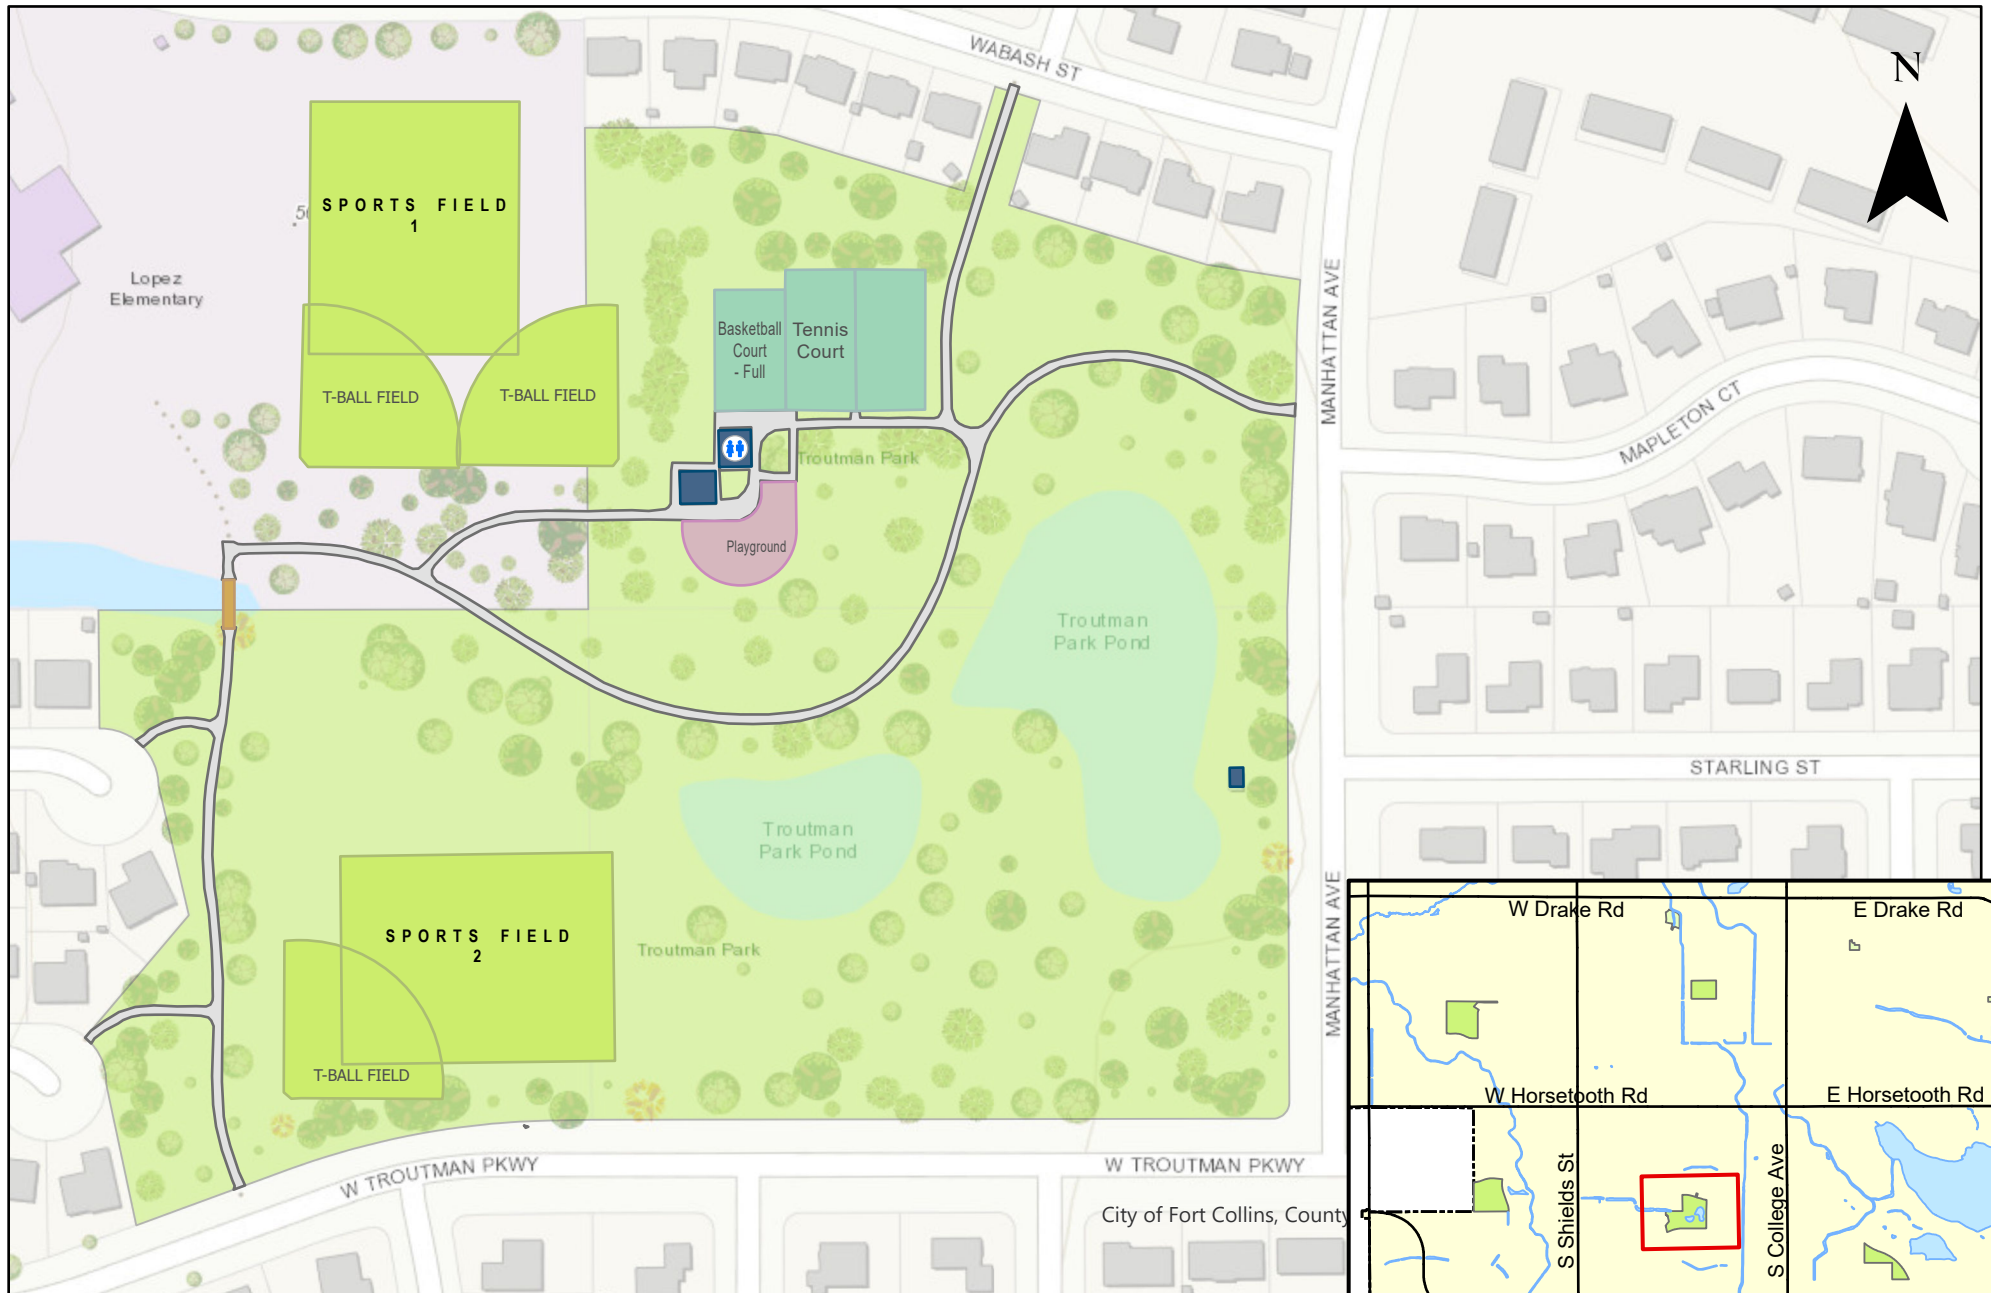 WABASH ST
N
SPORTS FIELD
1
Lopez
Elementary
MANHATTAN AVE
Basketball
Court
- Full
Tennis
Court
T-BALL FIELD
T-BALL FIELD
MAPLETON CT
Troutman Park
Playground
Troutman
Park Pond
STARLING ST
Troutman
Park Pond
MANHATTAN AVE
SPORTS FIELD
2
Troutman Park
T-BALL FIELD
W TROUTMAN PKWY
W TROUTMAN PKWY
City of Fort Collins, County
W Drake Rd
E Drake Rd
W Horsetooth Rd
E Horsetooth Rd
S Shields St
S College Ave